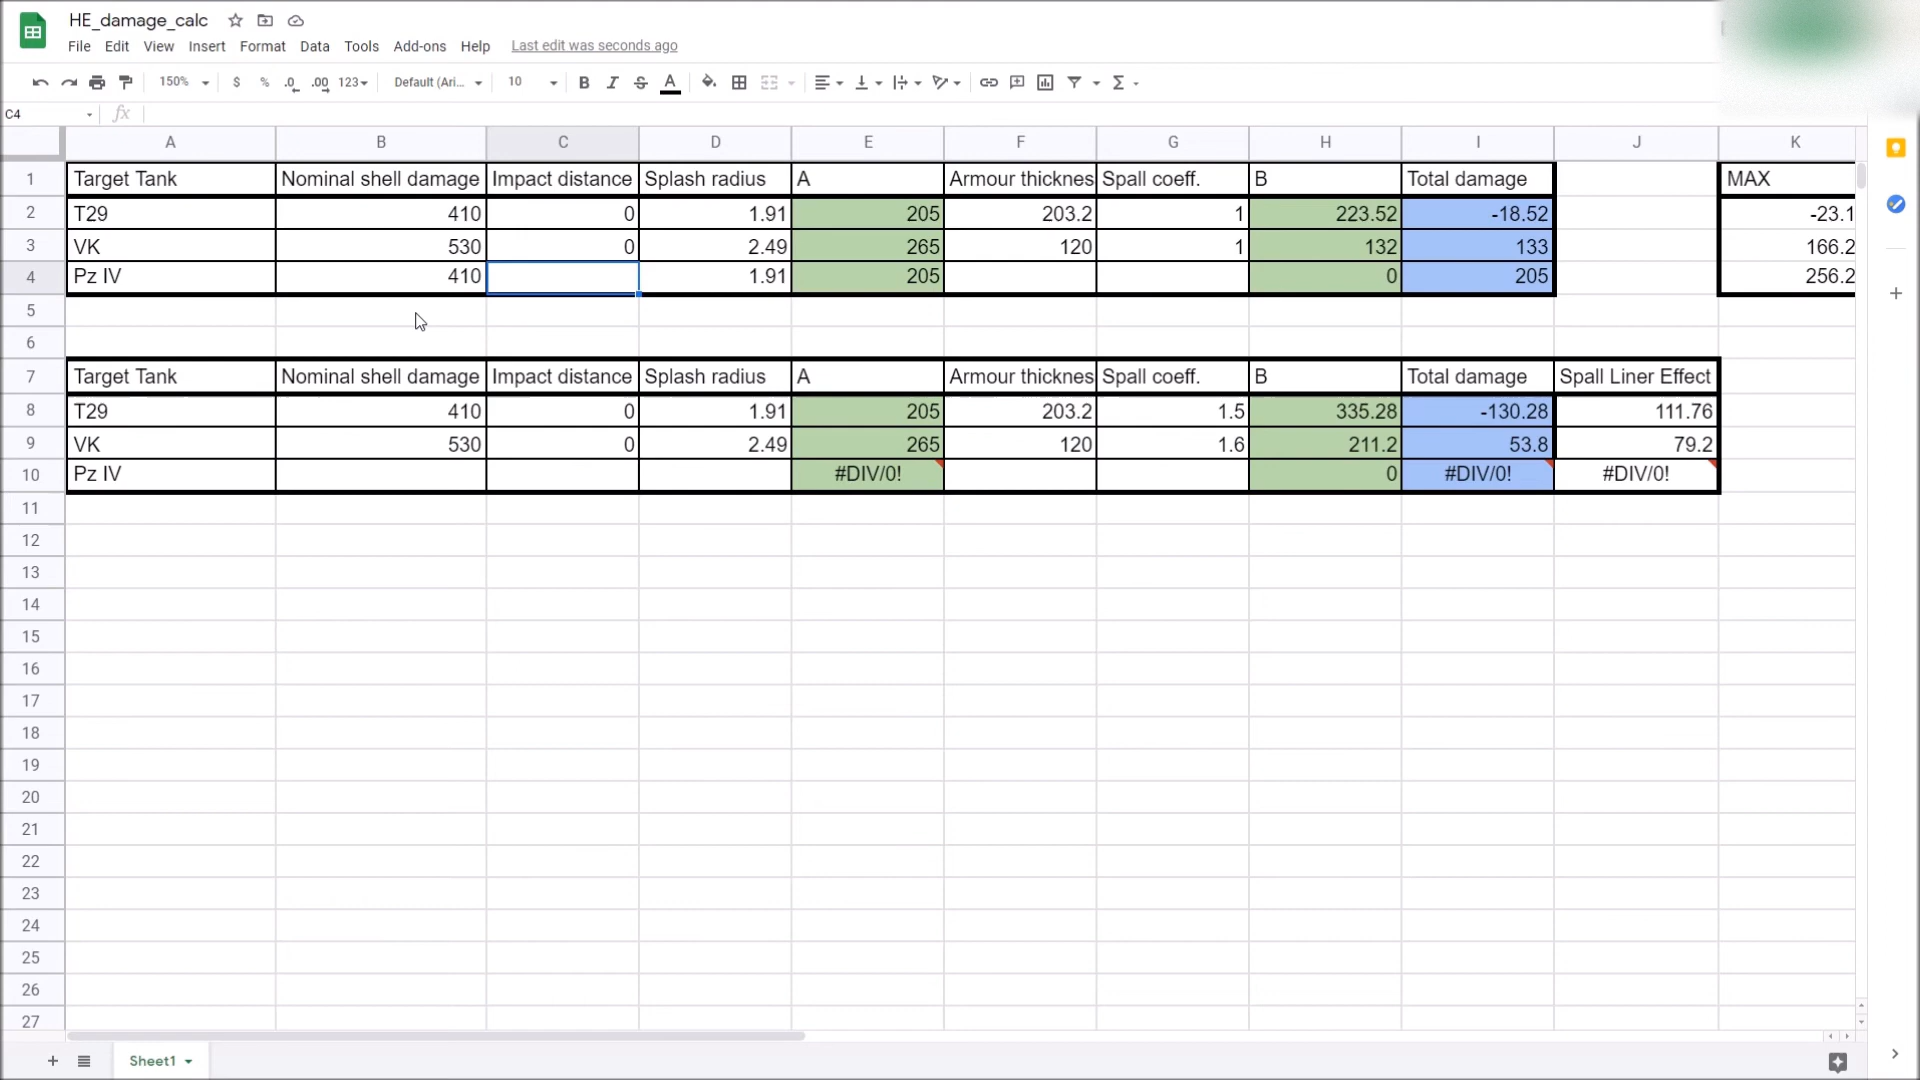 HE_damage_calc
File Edit View Insert Format Data Tools Add-ons Help Last edit was seconds ago
150% $ % .0 .00 123 Default (Ari... 10 B I S A
C4 fx
A B C D E F G H I J K
1 Target Tank Nominal shell damage Impact distance Splash radius A Armour thicknes Spall coeff. B Total damage MAX
2 T29 410 0 1.91 205 203.2 1 223.52 -18.52 -23.1
3 VK 530 0 2.49 265 120 1 132 133 166.2
4 Pz IV 410 1.91 205 0 205 256.2
5
6
7 Target Tank Nominal shell damage Impact distance Splash radius A Armour thicknes Spall coeff. B Total damage Spall Liner Effect
8 T29 410 0 1.91 205 203.2 1.5 335.28 -130.28 111.76
9 VK 530 0 2.49 265 120 1.6 211.2 53.8 79.2
10 Pz IV #DIV/0! 0 #DIV/0! #DIV/0!
11
12
13
14
15
16
17
18
19
20
21
22
23
24
25
26
27
Sheet1